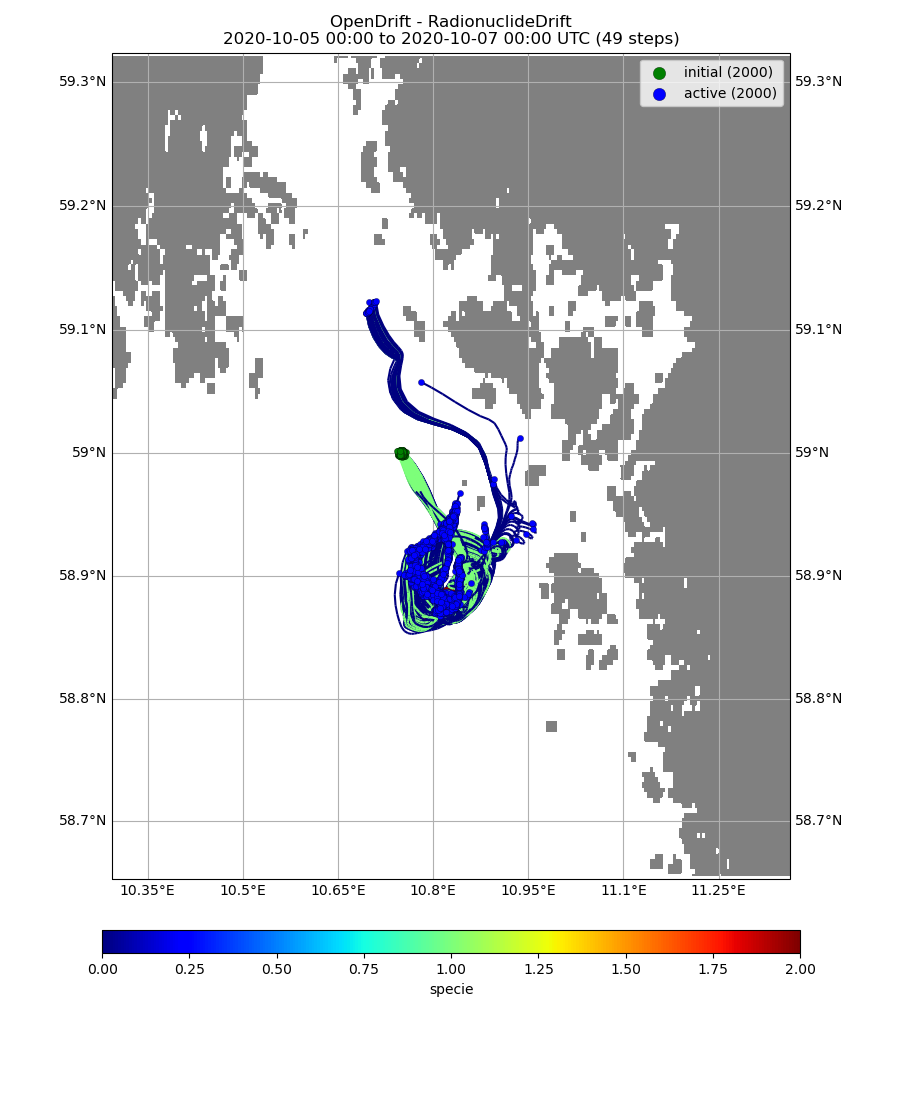 OpenDrift - RadionuclideDrift
2020-10-05 00:00 to 2020-10-07 00:00 UTC (49 steps)
initial (2000)
active (2000)
59.3°N 59.3°N
59.2°N 59.2°N
59.1°N 59.1°N
59°N 59°N
58.9°N 58.9°N
58.8°N 58.8°N
58.7°N 58.7°N
10.35°E 10.5°E 10.65°E 10.8°E 10.95°E 11.1°E 11.25°E
0.00 0.25 0.50 0.75 1.00 1.25 1.50 1.75 2.00
specie